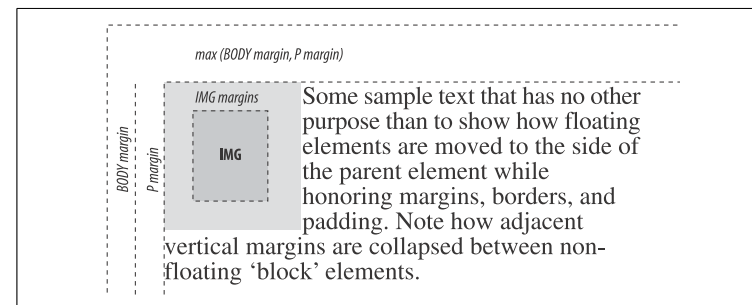 max (BODY margin, P margin)
BODY margin
P margin
IMG margins
IMG
Some sample text that has no other
purpose than to show how floating
elements are moved to the side of
the parent element while
honoring margins, borders, and
padding. Note how adjacent
vertical margins are collapsed between non-
floating ‘block’ elements.